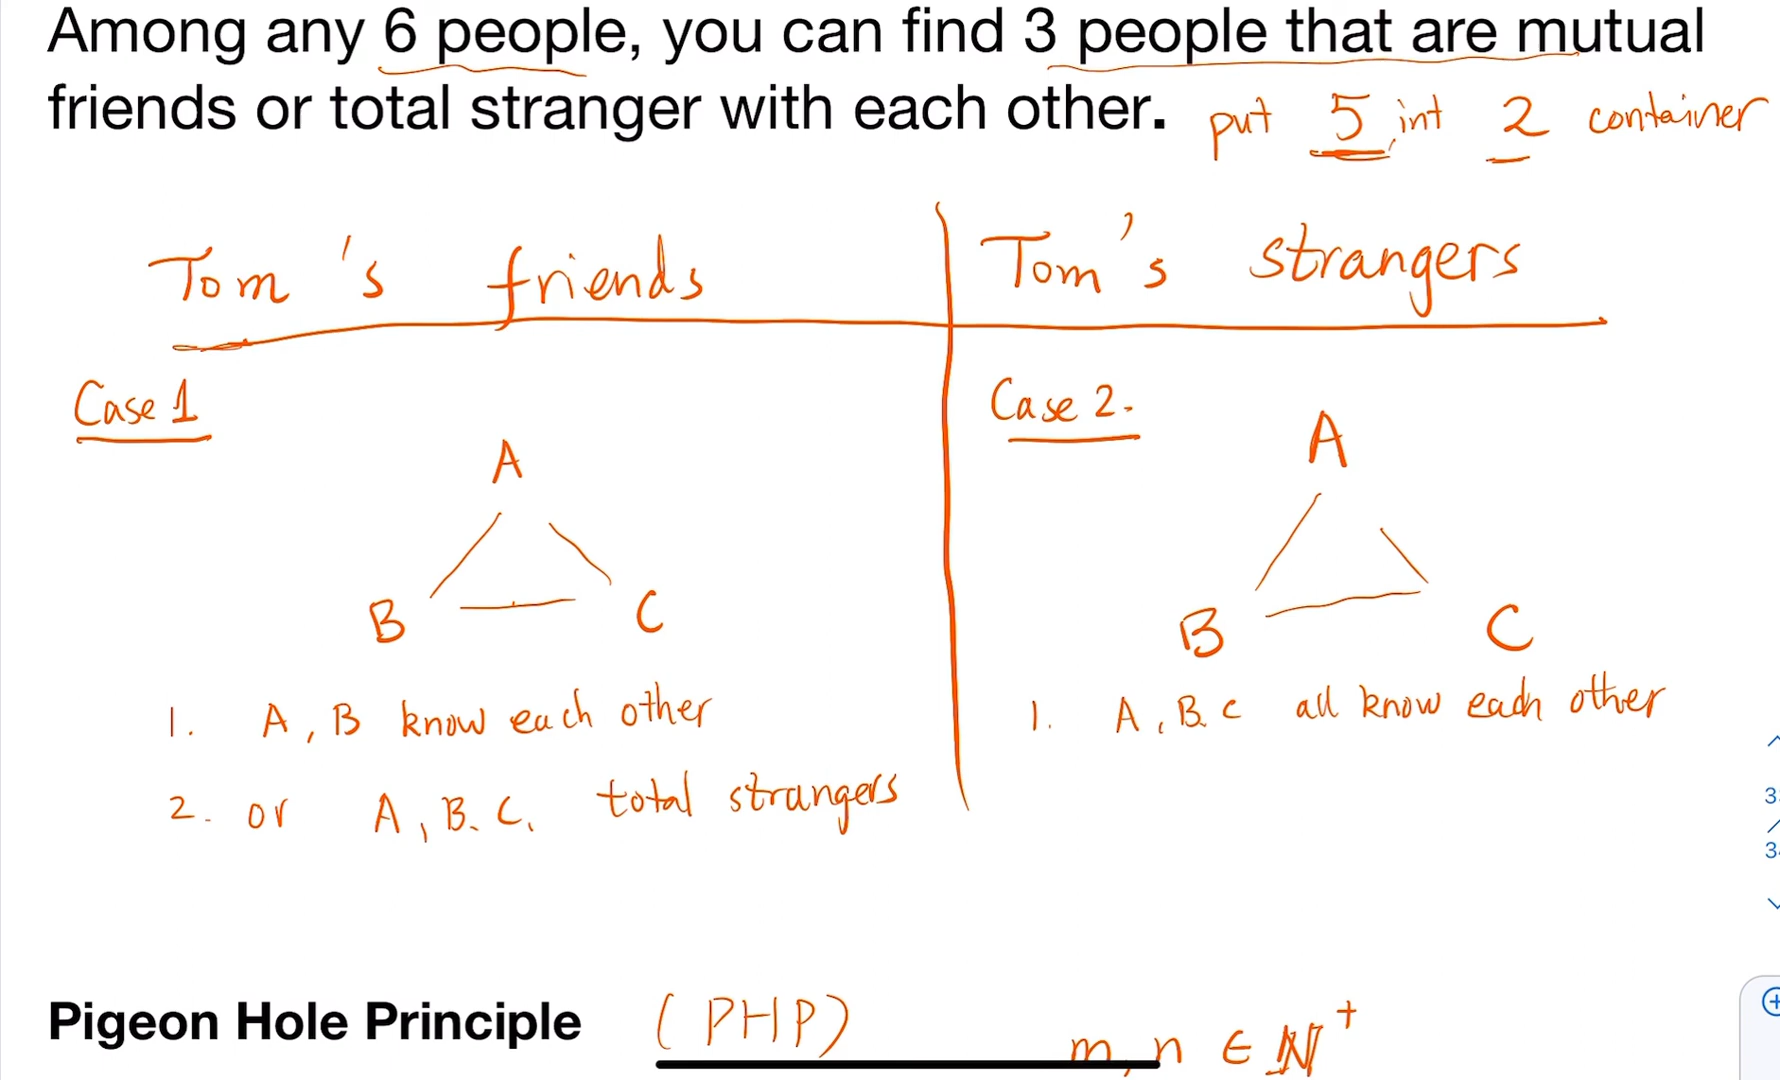 Among any 6 people, you can find 3 people that are mutual
friends or total stranger with each other.
put 5 int 2 container
Tom's friends
Tom's strangers
Case 1
A
B C
1. A, B know each other
2. or A, B, C, total strangers
Case 2.
A
B C
1. A, B C all know each other
Pigeon Hole Principle (PHP)
m, n ∈ ℕ⁺